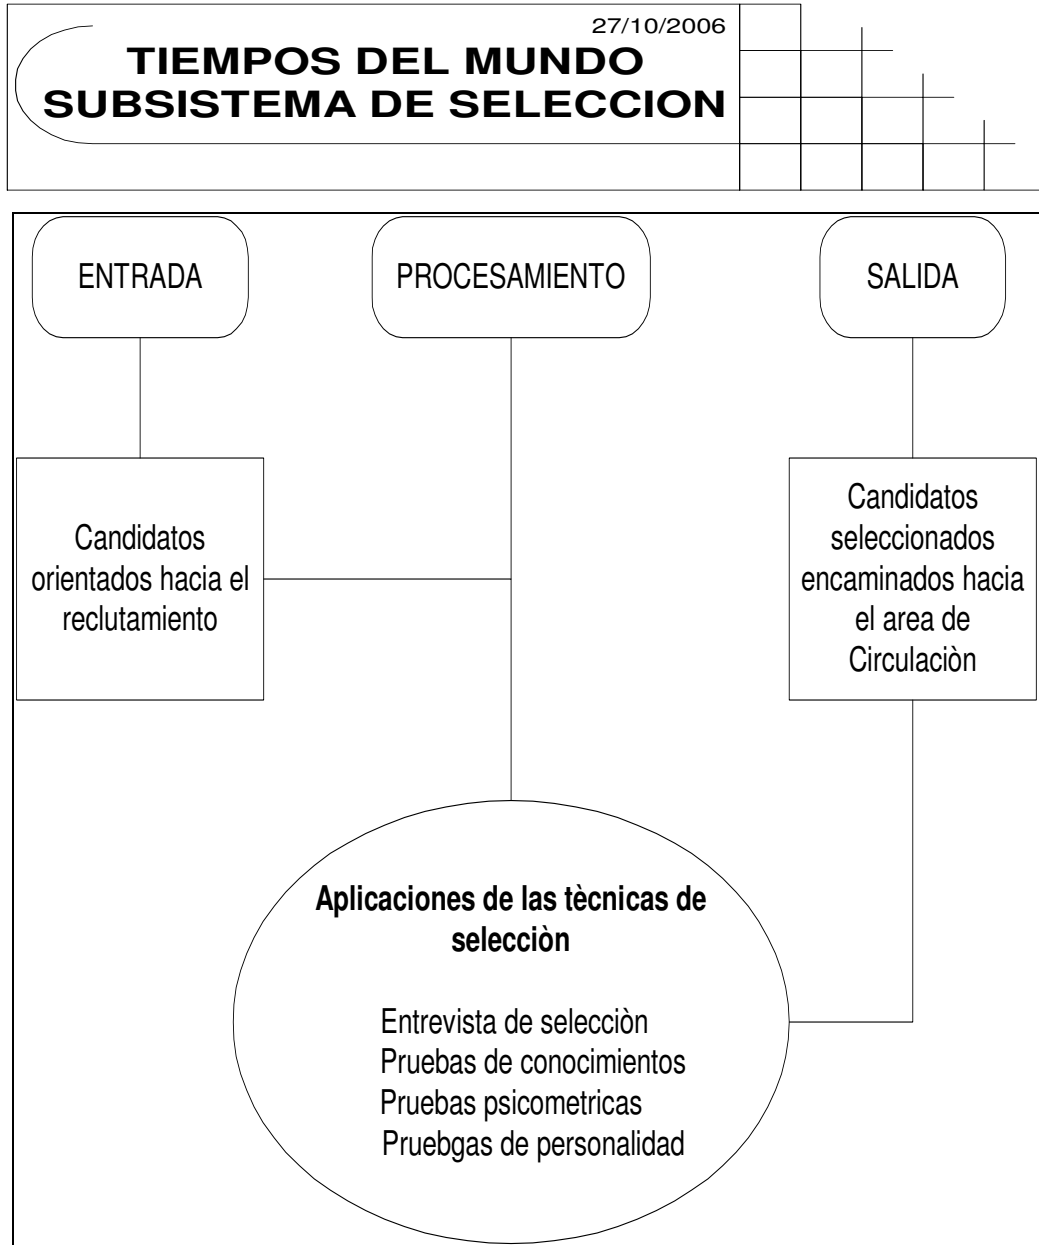 27/10/2006
TIEMPOS DEL MUNDO
SUBSISTEMA DE SELECCION
ENTRADA
PROCESAMIENTO
SALIDA
Candidatos
orientados hacia el
reclutamiento
Candidatos
seleccionados
encaminados hacia
el area de
Circulaciòn
Aplicaciones de las tècnicas de
selecciòn
Entrevista de selecciòn
Pruebas de conocimientos
Pruebas psicometricas
Pruebgas de personalidad